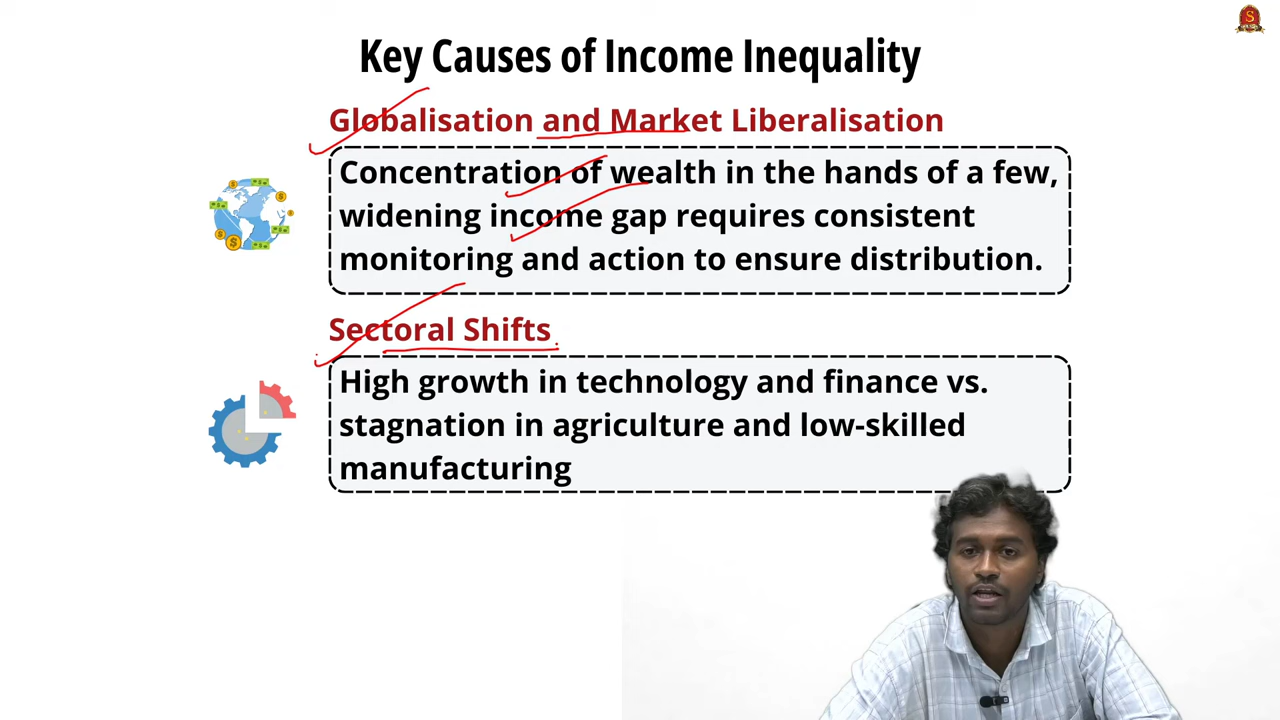 Key Causes of Income Inequality
Globalisation and Market Liberalisation
Concentration of wealth in the hands of a few,
widening income gap requires consistent
monitoring and action to ensure distribution.
Sectoral Shifts
High growth in technology and finance vs.
stagnation in agriculture and low-skilled
manufacturing
S